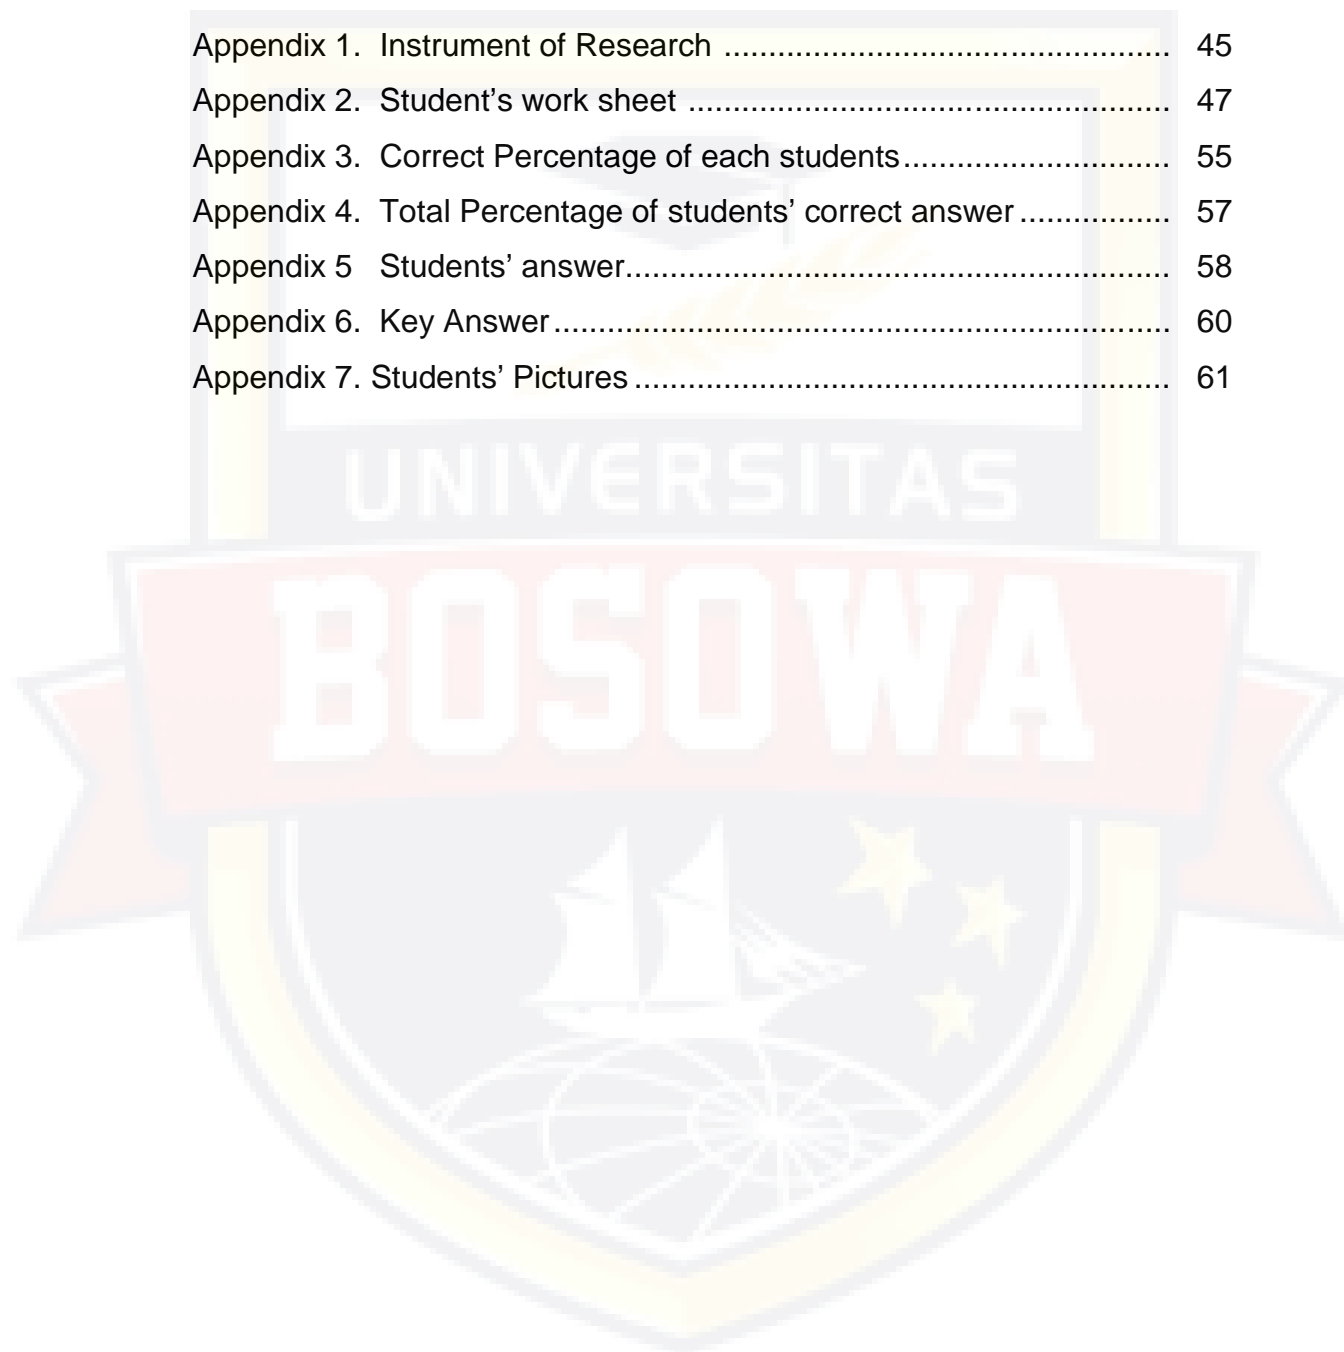 Appendix 1.  Instrument of Research .................................................. 45
Appendix 2.  Student’s work sheet ...................................................... 47
Appendix 3.  Correct Percentage of each students.............................. 55
Appendix 4.  Total Percentage of students’ correct answer ................. 57
Appendix 5   Students’ answer............................................................. 58
Appendix 6.  Key Answer ..................................................................... 60
Appendix 7. Students’ Pictures ............................................................ 61
UNIVERSITAS
BOSOWA